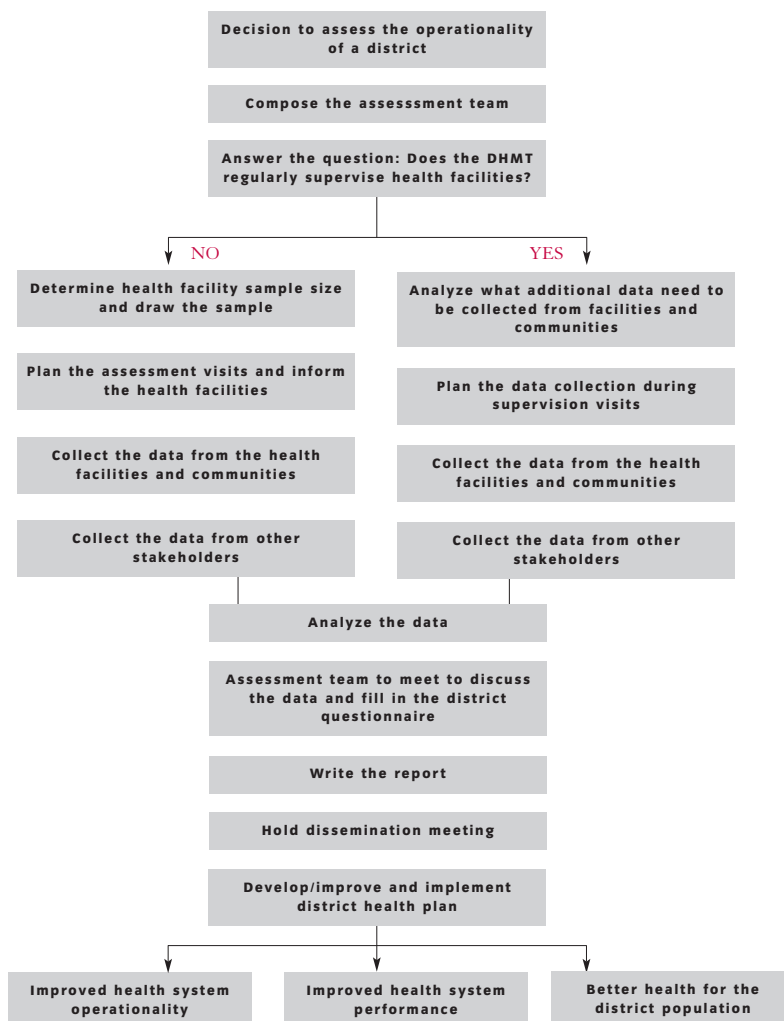 Decision to assess the operationality
of a district
Compose the assesssment team
Answer the question: Does the DHMT
regularly supervise health facilities?
NO
YES
Determine health facility sample size
and draw the sample
Analyze what additional data need to
be collected from facilities and
communities
Plan the assessment visits and inform
the health facilities
Plan the data collection during
supervision visits
Collect the data from the health
facilities and communities
Collect the data from the health
facilities and communities
Collect the data from other
stakeholders
Collect the data from other
stakeholders
Analyze the data
Assessment team to meet to discuss
the data and fill in the district
questionnaire
Write the report
Hold dissemination meeting
Develop/improve and implement
district health plan
Improved health system
operationality
Improved health system
performance
Better health for the
district population